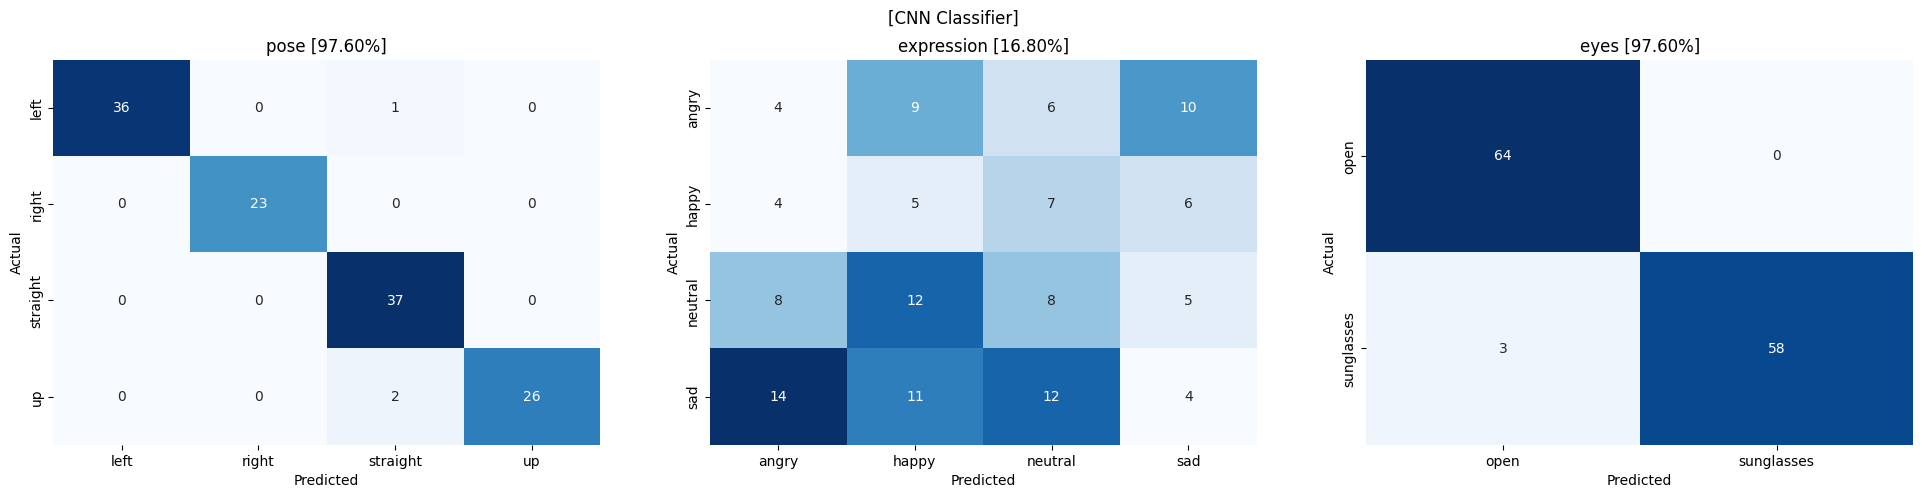 [CNN Classifier]
pose [97.60%]
Actual
left
36 0 1 0
right
0 23 0 0
straight
0 0 37 0
up
0 0 2 26
left right straight up
Predicted
expression [16.80%]
Actual
angry
4 9 6 10
happy
4 5 7 6
neutral
8 12 8 5
sad
14 11 12 4
angry happy neutral sad
Predicted
eyes [97.60%]
Actual
open
64 0
sunglasses
3 58
open sunglasses
Predicted